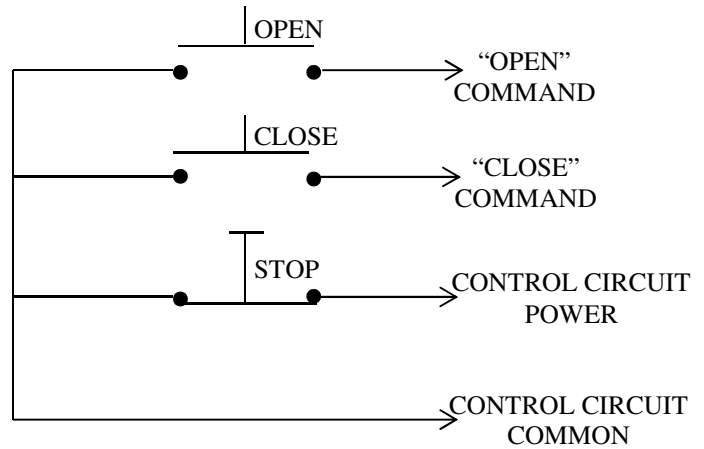 OPEN
“OPEN”
COMMAND
CLOSE
“CLOSE”
COMMAND
STOP
CONTROL CIRCUIT
POWER
CONTROL CIRCUIT
COMMON